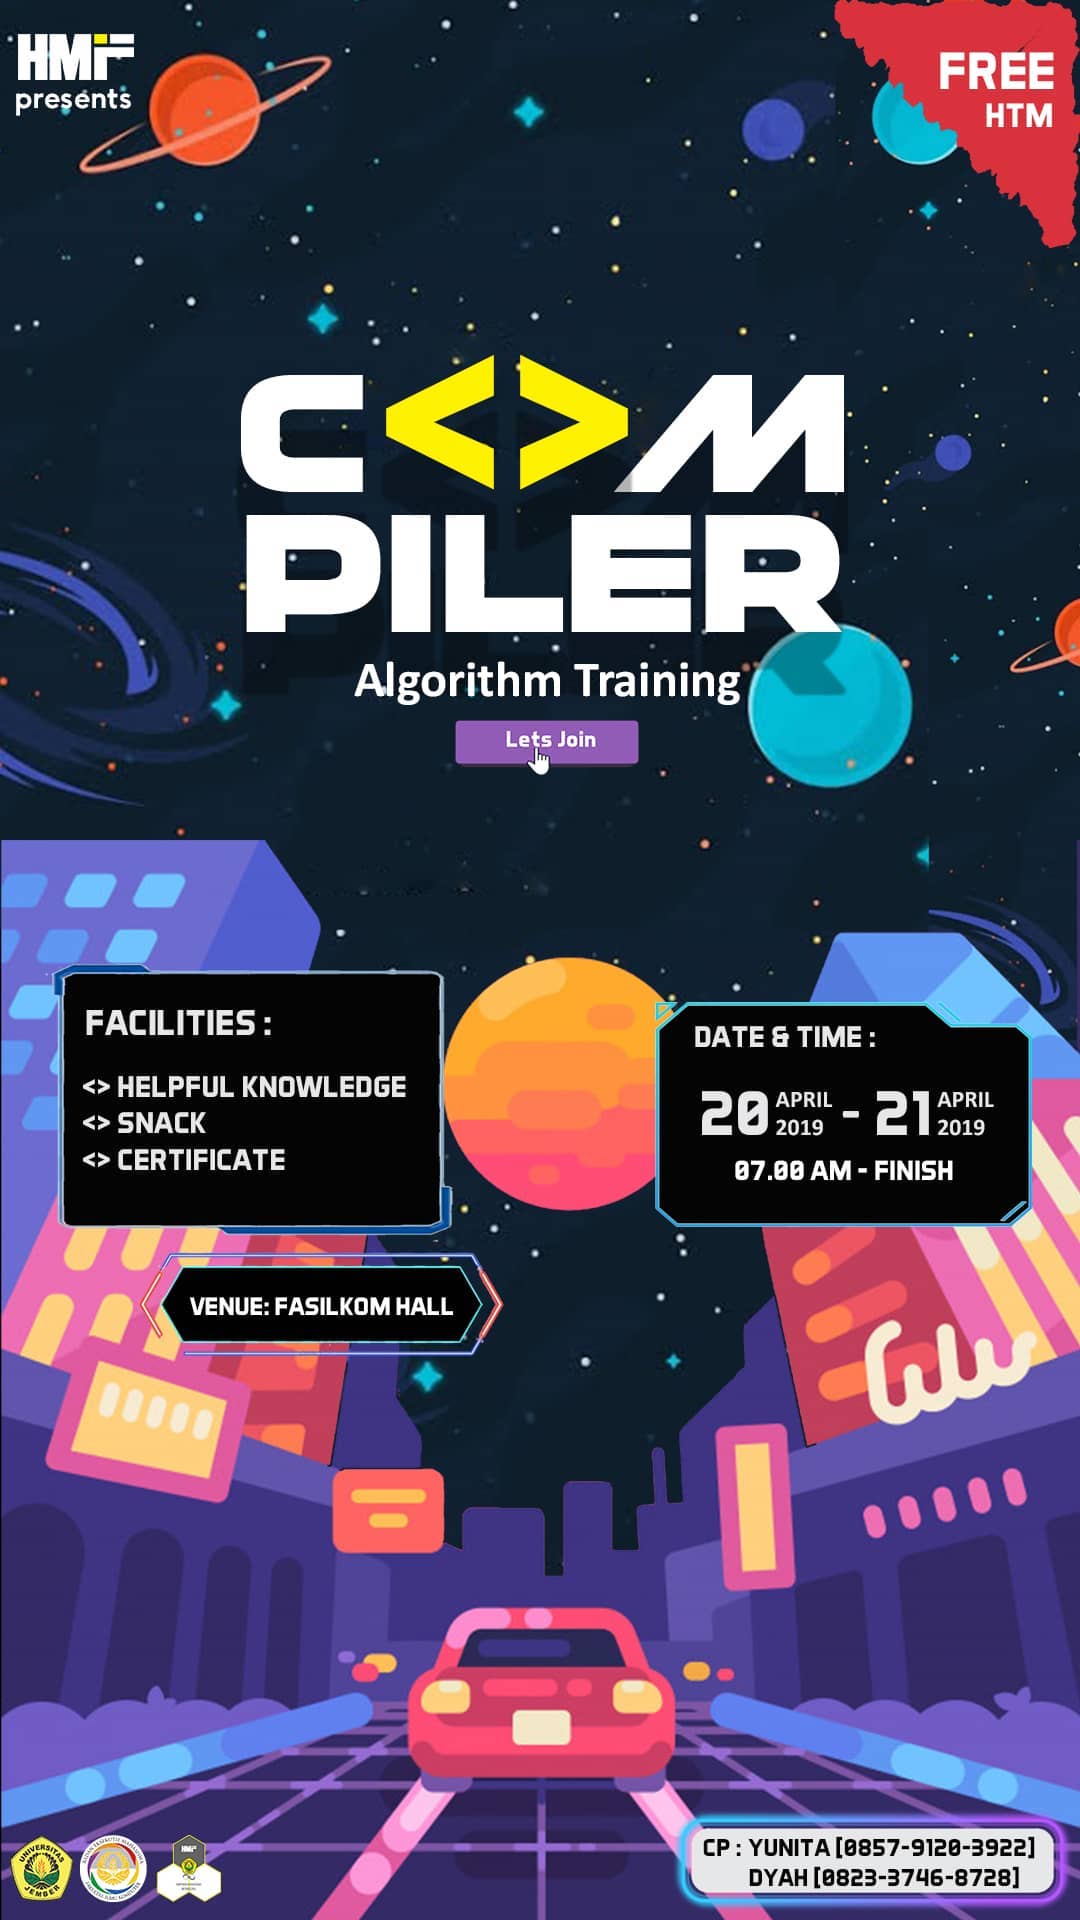 HMIF
presents
FREE
HTM
C<>M
PILER
Algorithm Training
Lets Join
FACILITIES :
<> HELPFUL KNOWLEDGE
<> SNACK
<> CERTIFICATE
DATE & TIME :
20 APRIL 2019 - 21 APRIL 2019
07.00 AM - FINISH
VENUE: FASILKOM HALL
CP : YUNITA [0857-9120-3922]
DYAH [0823-3746-8728]
UNIVERSITAS
JEMBER